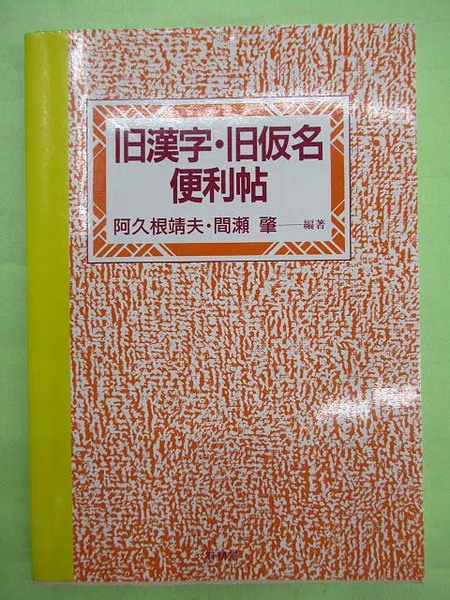 旧漢字・旧仮名
便利帖
阿久根靖夫・間瀬 肇──編著